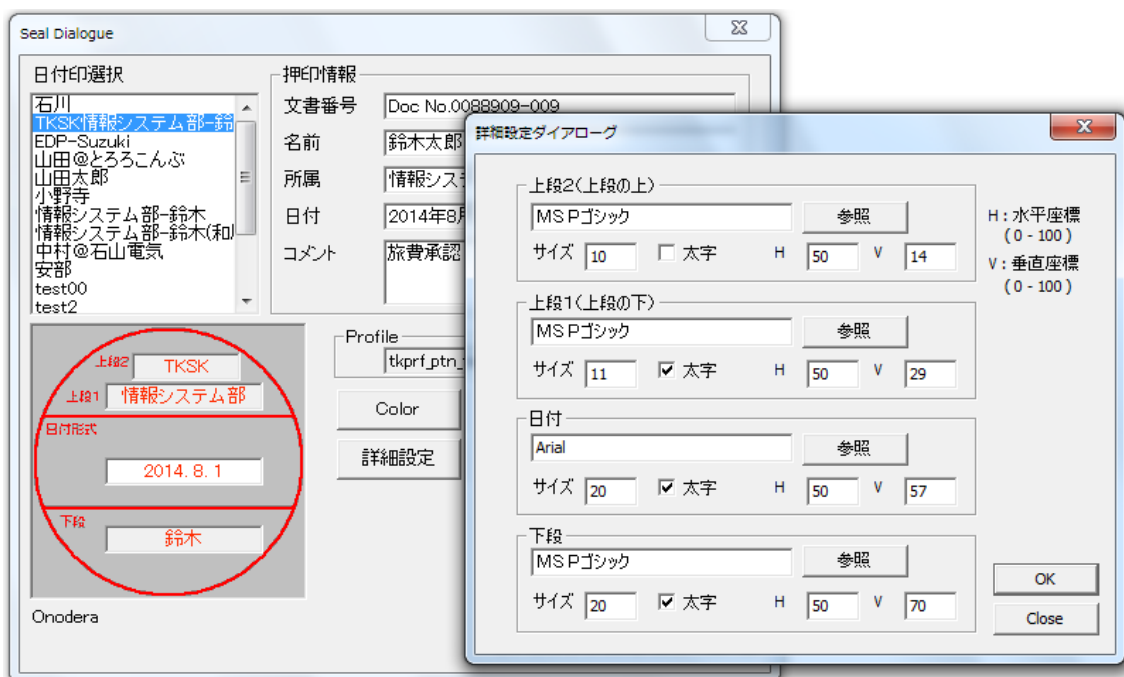 Seal Dialogue
日付印選択
石川
TKSK情報システム部-鈴
EDP-Suzuki
山田@とろろこんぶ
山田太郎
小野寺
情報システム部-鈴木
情報システム部-鈴木(和
中村@石山電気
安部
test00
test2
押印情報
文書番号 Doc No.0088909-009
名前 鈴木太郎
所属 情報シス
日付 2014年8
コメント 旅費承認
上段2 TKSK
上段1 情報システム部
日付形式
2014. 8. 1
下段 鈴木
Onodera
Profile
tkprf_ptn_
Color
詳細設定
詳細設定ダイアローグ
上段2(上段の上)
MS Pゴシック 参照
サイズ 10 太字 H 50 V 14
上段1(上段の下)
MS Pゴシック 参照
サイズ 11 太字 H 50 V 29
日付
Arial 参照
サイズ 20 太字 H 50 V 57
下段
MS Pゴシック 参照
サイズ 20 太字 H 50 V 70
H : 水平座標
( 0 - 100 )
V : 垂直座標
( 0 - 100 )
OK
Close